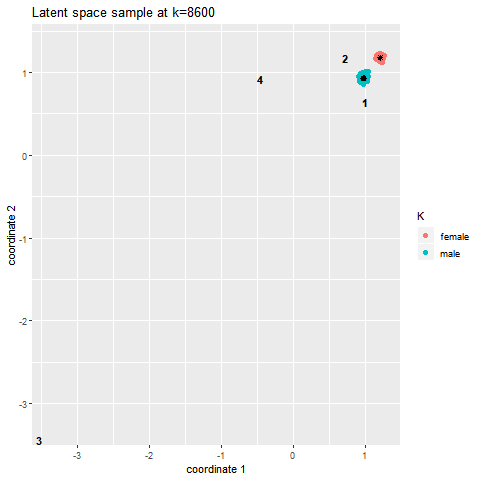 Latent space sample at k=8600
1
0
-1
-2
-3
2
4
1
3
-3
-2
-1
0
1
coordinate 1
coordinate 2
K
female
male